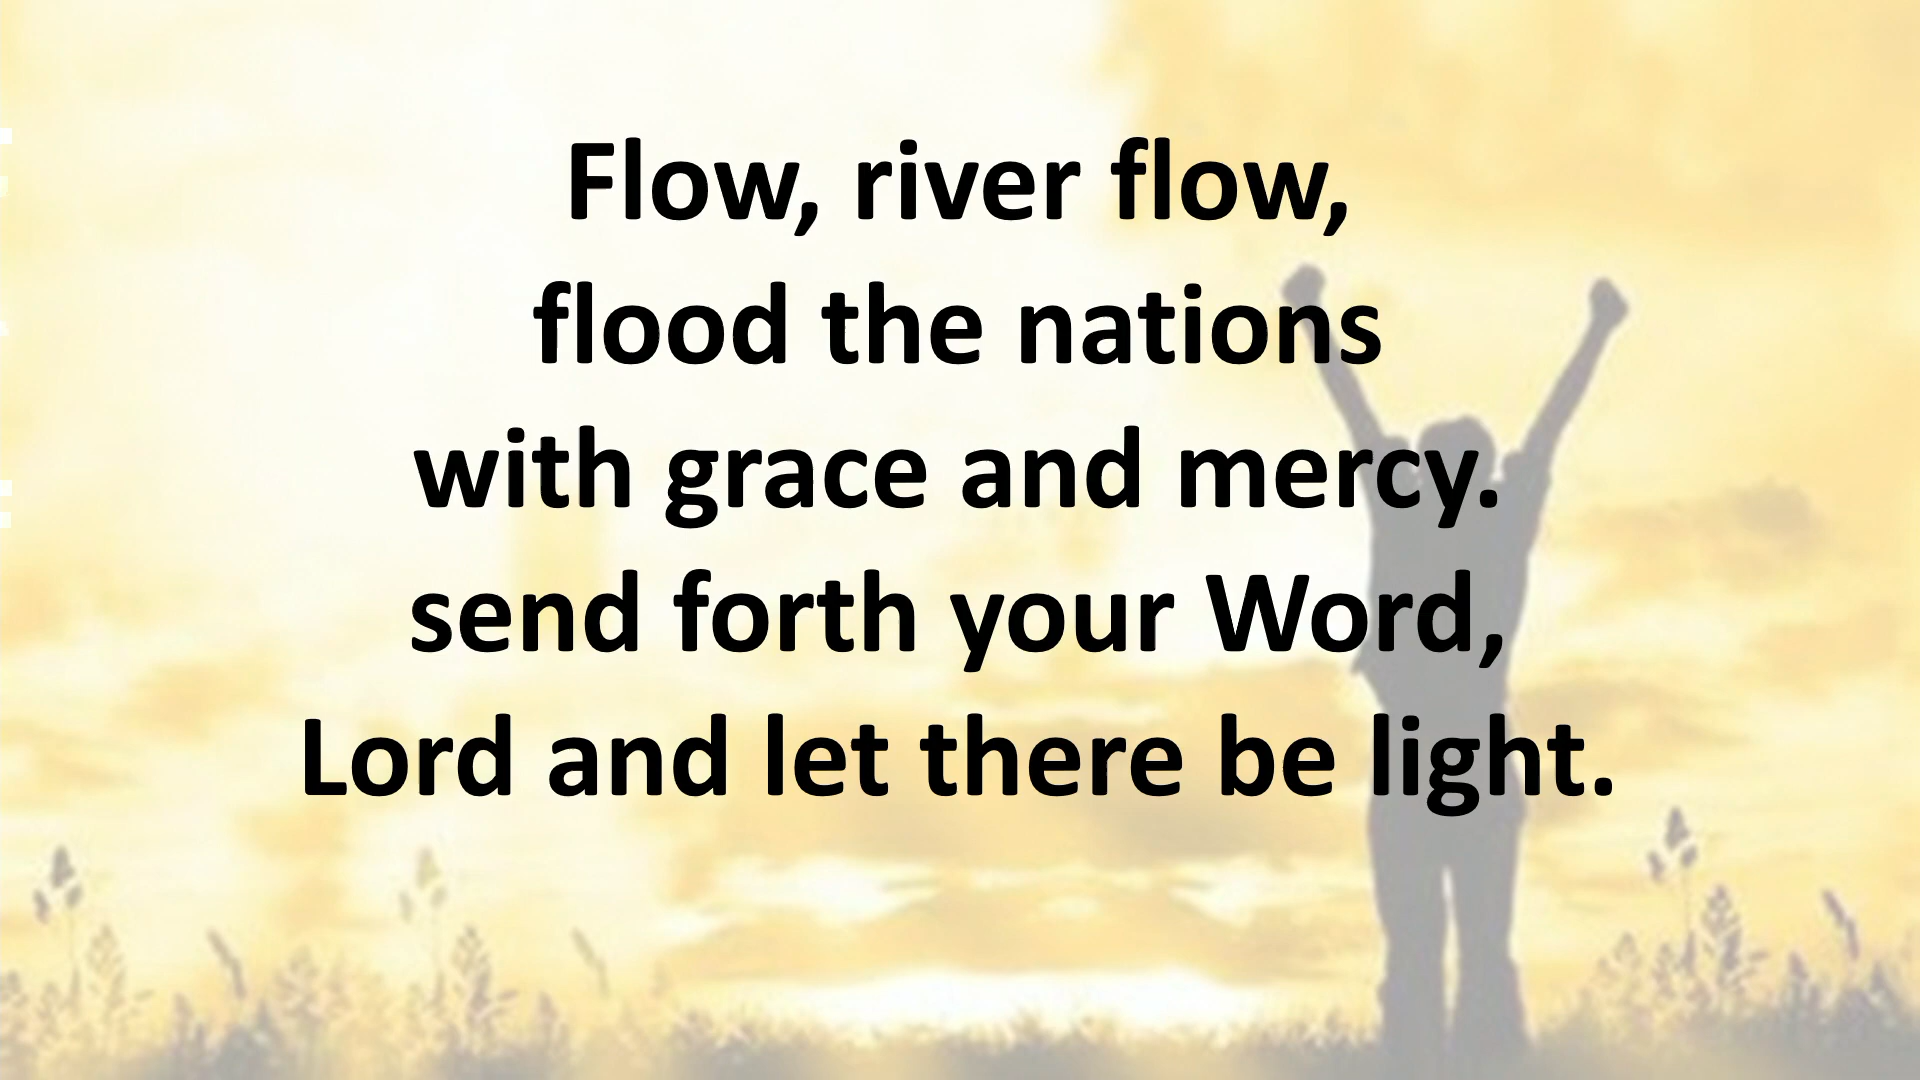 Flow, river flow,
flood the nations
with grace and mercy.
send forth your Word,
Lord and let there be light.